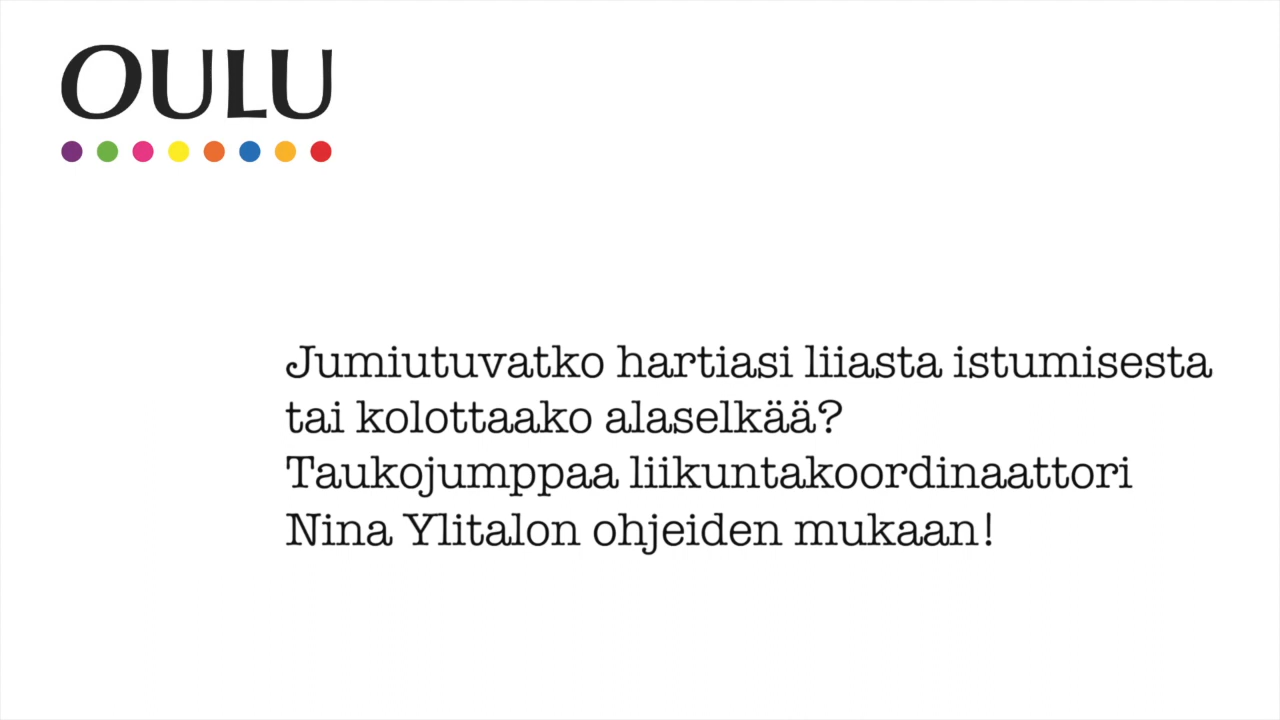 OULU
Jumiutuvatko hartiasi liiasta istumisesta
tai kolottaako alaselkää?
Taukojumppaa liikuntakoordinaattori
Nina Ylitalon ohjeiden mukaan!